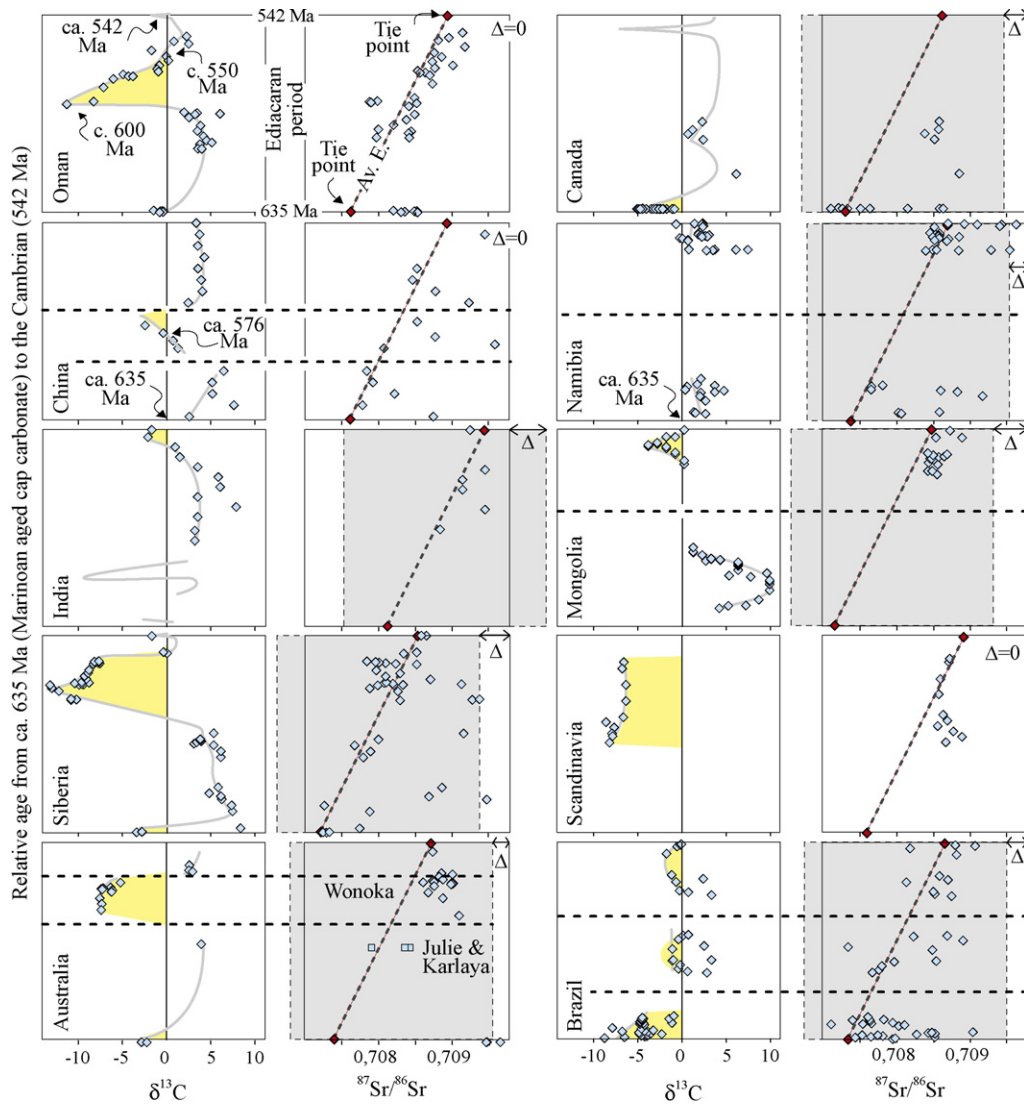 Relative age from ca. 635 Ma (Marinoan aged cap carbonate) to the Cambrian (542 Ma)
ca. 542
Ma
c. 550
Ma
c. 600
Ma
Oman
542 Ma
Ediacaran
period
635 Ma
Tie
point
Δ=0
Tie
point
Av. E.
Canada
Δ
China
ca. 576
Ma
ca. 635
Ma
Δ=0
Namibia
ca. 635
Ma
Δ
India
Δ
Mongolia
Δ
Siberia
Δ
Scandinavia
Δ=0
Australia
Wonoka
Julie &
Karlaya
Δ
Brazil
Δ
-10 -5 0 5 10
0,708 0,709
-10 -5 0 5 10
0,708 0,709
δ¹³C
⁸⁷Sr/⁸⁶Sr
δ¹³C
⁸⁷Sr/⁸⁶Sr